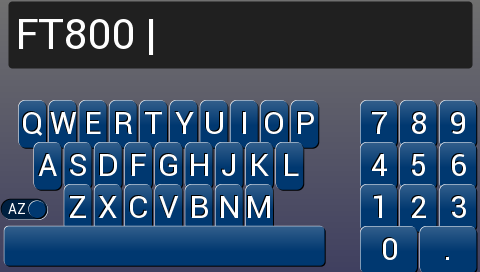 FT800 |
Q W E R T Y U I O P 7 8 9
A S D F G H J K L 4 5 6
AZ Z X C V B N M 1 2 3
0 .